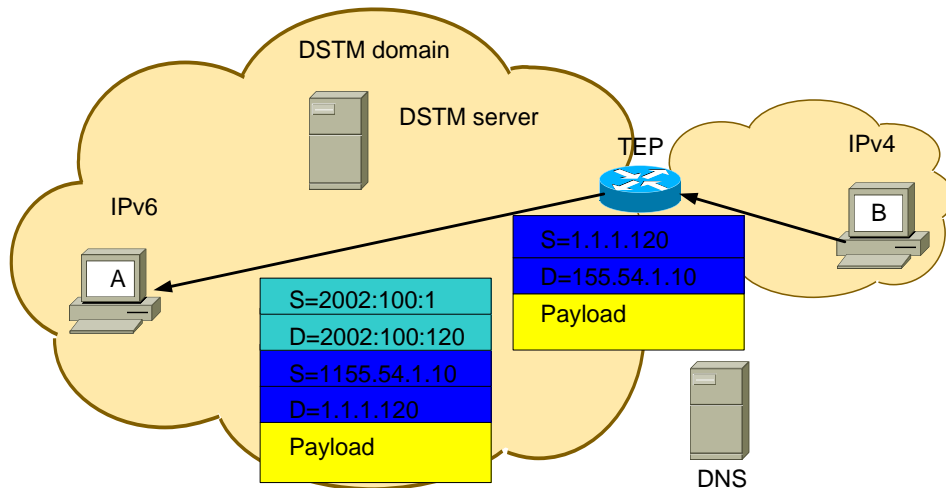 DSTM domain
DSTM server
TEP
IPv4
IPv6
B
A
S=1.1.1.120
D=155.54.1.10
Payload
S=2002:100:1
D=2002:100:120
S=1155.54.1.10
D=1.1.1.120
Payload
DNS